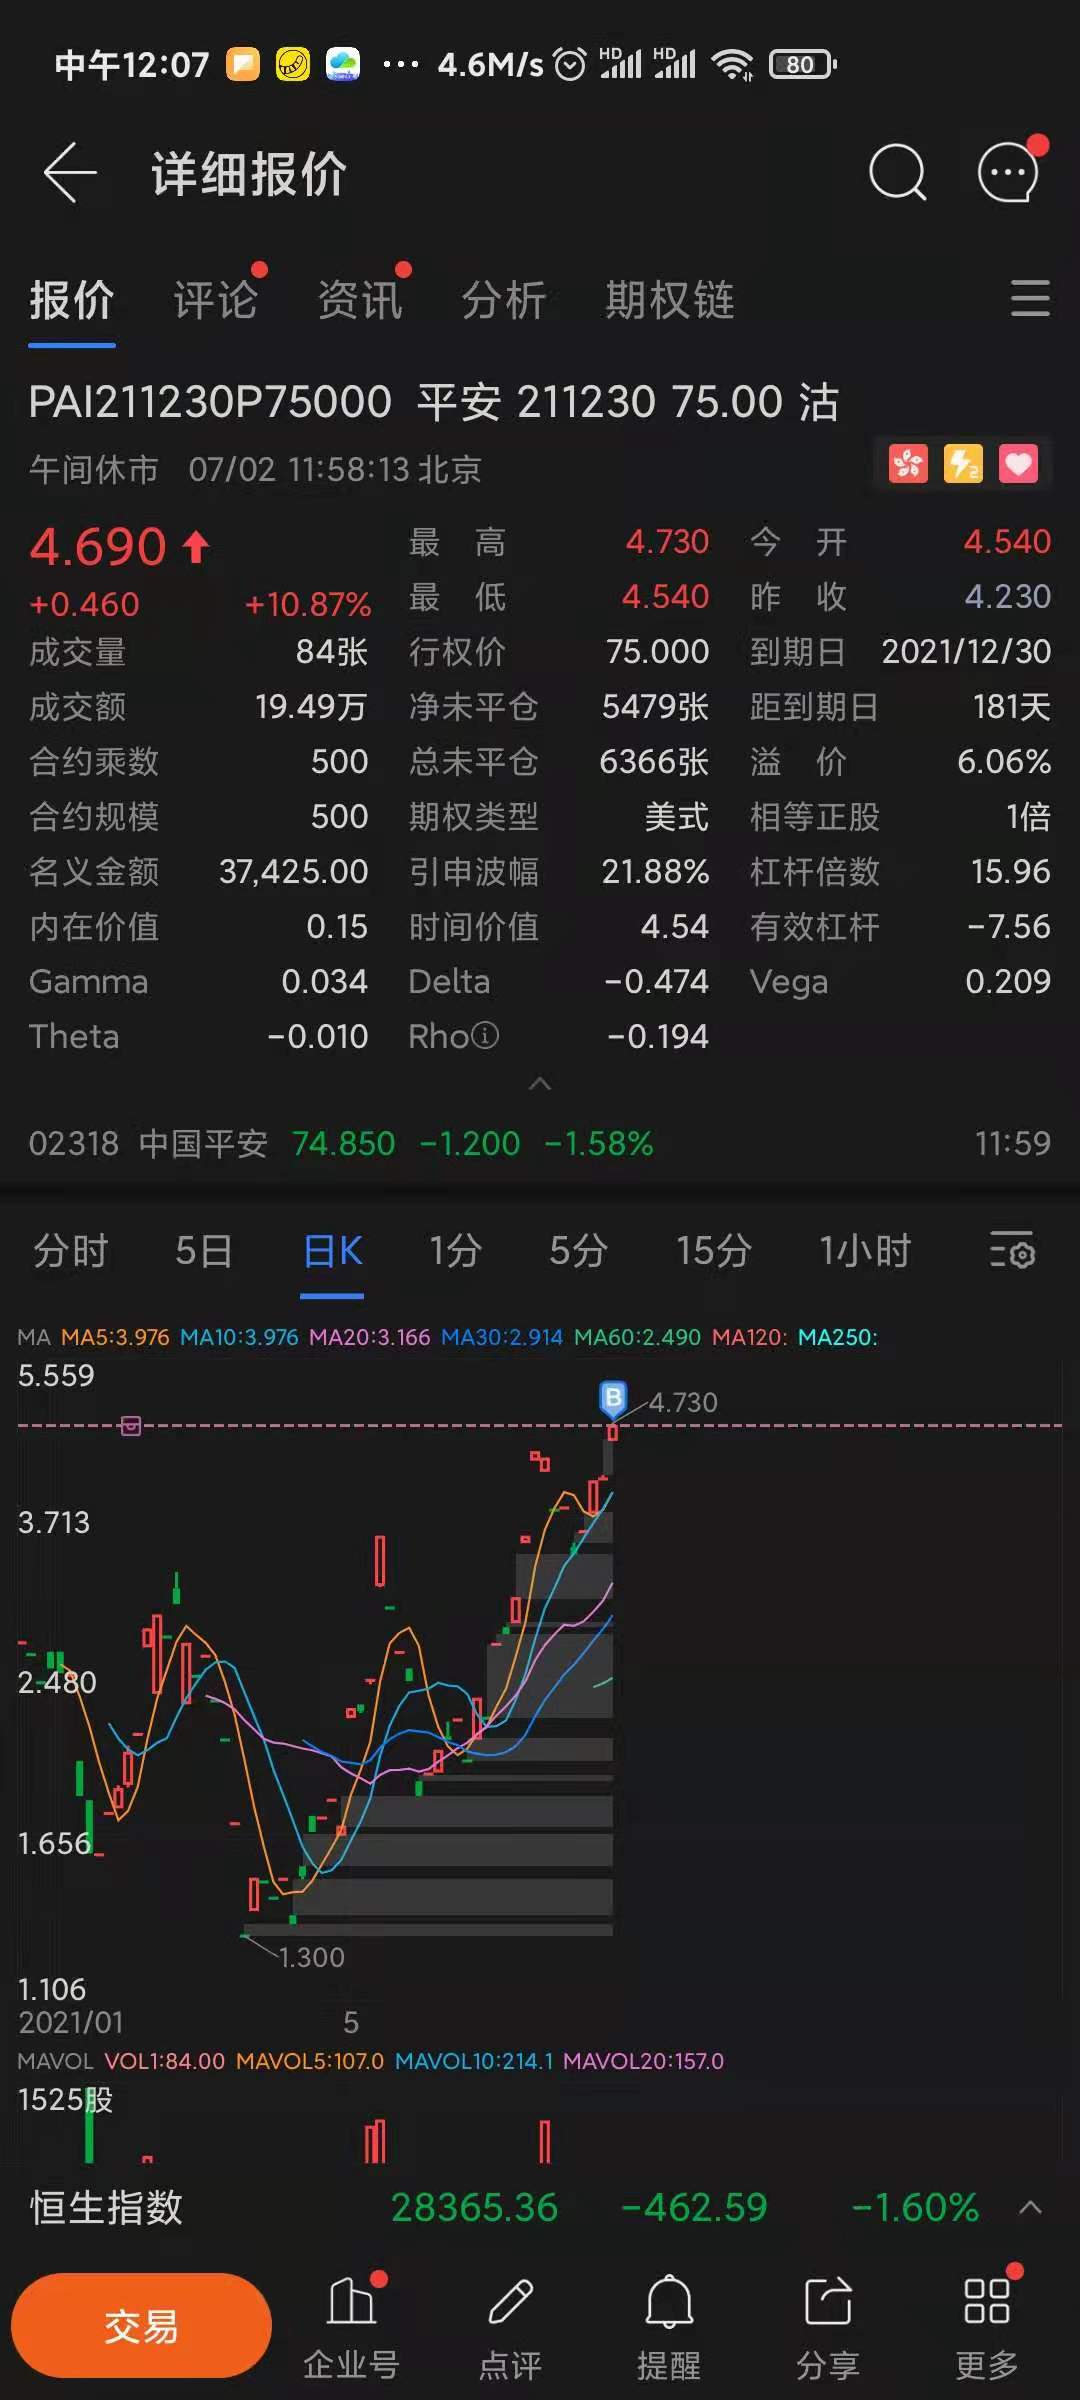 中午12:07 ··· 4.6M/s HD HD 80
详细报价
报价 评论 资讯 分析 期权链
PAI211230P75000 平安 211230 75.00 沽
午间休市 07/02 11:58:13 北京
4.690 最高 4.730 今开 4.540
+0.460 +10.87% 最低 4.540 昨收 4.230
成交量 84张 行权价 75.000 到期日 2021/12/30
成交额 19.49万 净未平仓 5479张 距到期日 181天
合约乘数 500 总未平仓 6366张 溢价 6.06%
合约规模 500 期权类型 美式 相等正股 1倍
名义金额 37,425.00 引申波幅 21.88% 杠杆倍数 15.96
内在价值 0.15 时间价值 4.54 有效杠杆 -7.56
Gamma 0.034 Delta -0.474 Vega 0.209
Theta -0.010 Rho -0.194
02318 中国平安 74.850 -1.200 -1.58% 11:59
分时 5日 日K 1分 5分 15分 1小时
MA MA5:3.976 MA10:3.976 MA20:3.166 MA30:2.914 MA60:2.490 MA120: MA250:
5.559
B 4.730
3.713
2.480
1.656
1.300
1.106
2021/01 5
MAVOL VOL1:84.00 MAVOL5:107.0 MAVOL10:214.1 MAVOL20:157.0
1525股
恒生指数 28365.36 -462.59 -1.60%
交易 企业号 点评 提醒 分享 更多